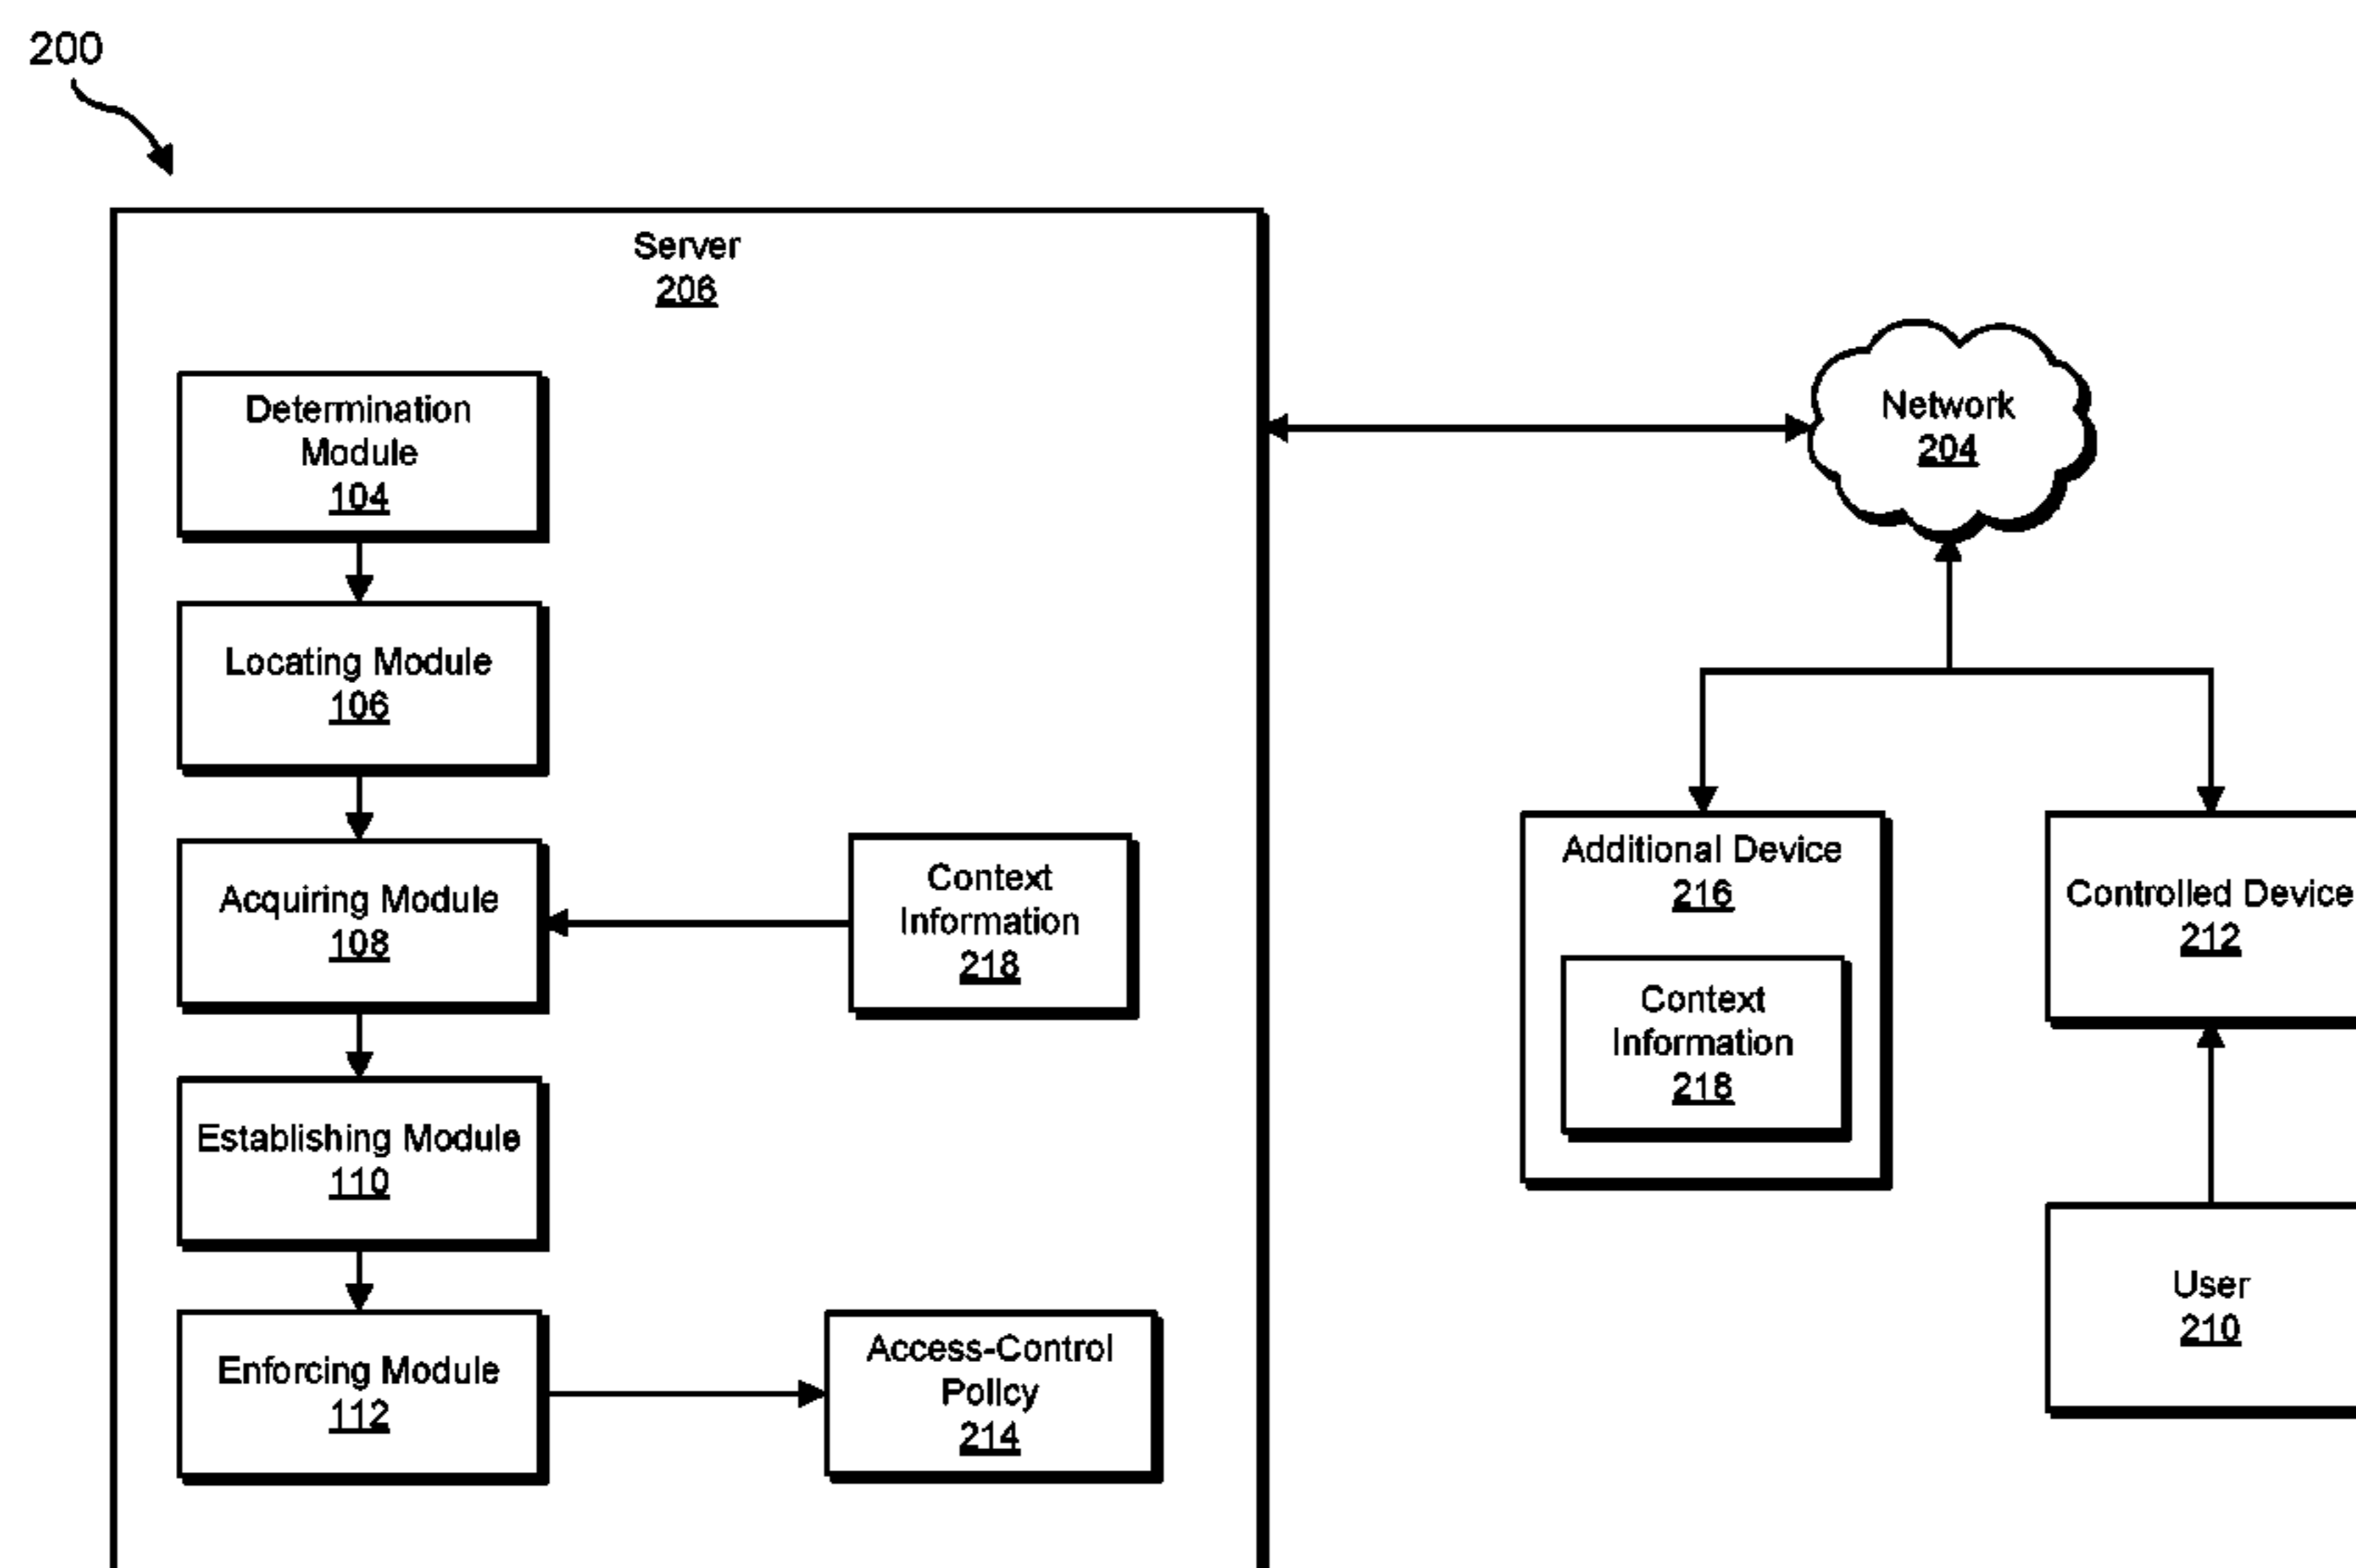 200
Server
206
Determination
Module
104
Locating Module
106
Acquiring Module
108
Context
Information
218
Establishing Module
110
Enforcing Module
112
Access-Control
Policy
214
Network
204
Additional Device
216
Context
Information
218
Controlled Device
212
User
210